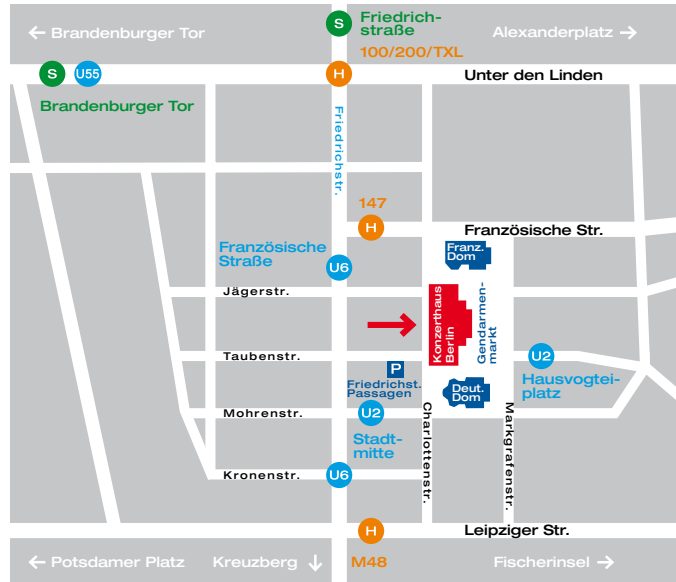 ← Brandenburger Tor
S
Friedrich-
straße
Alexanderplatz →
100/200/TXL
S
U55
H
Unter den Linden
Brandenburger Tor
Friedrichstr.
147
H
Französische Str.
Französische
Straße
U6
Franz.
Dom
Jägerstr.
Konzerthaus
Berlin
Gendarmen-
markt
Taubenstr.
U2
P
Friedrichst.
Passagen
Hausvogtei-
platz
Deut.
Dom
Mohrenstr.
U2
Charlottenstr.
Markgrafenstr.
Stadt-
mitte
Kronenstr.
U6
H
Leipziger Str.
← Potsdamer Platz
Kreuzberg ↓
M48
Fischerinsel →